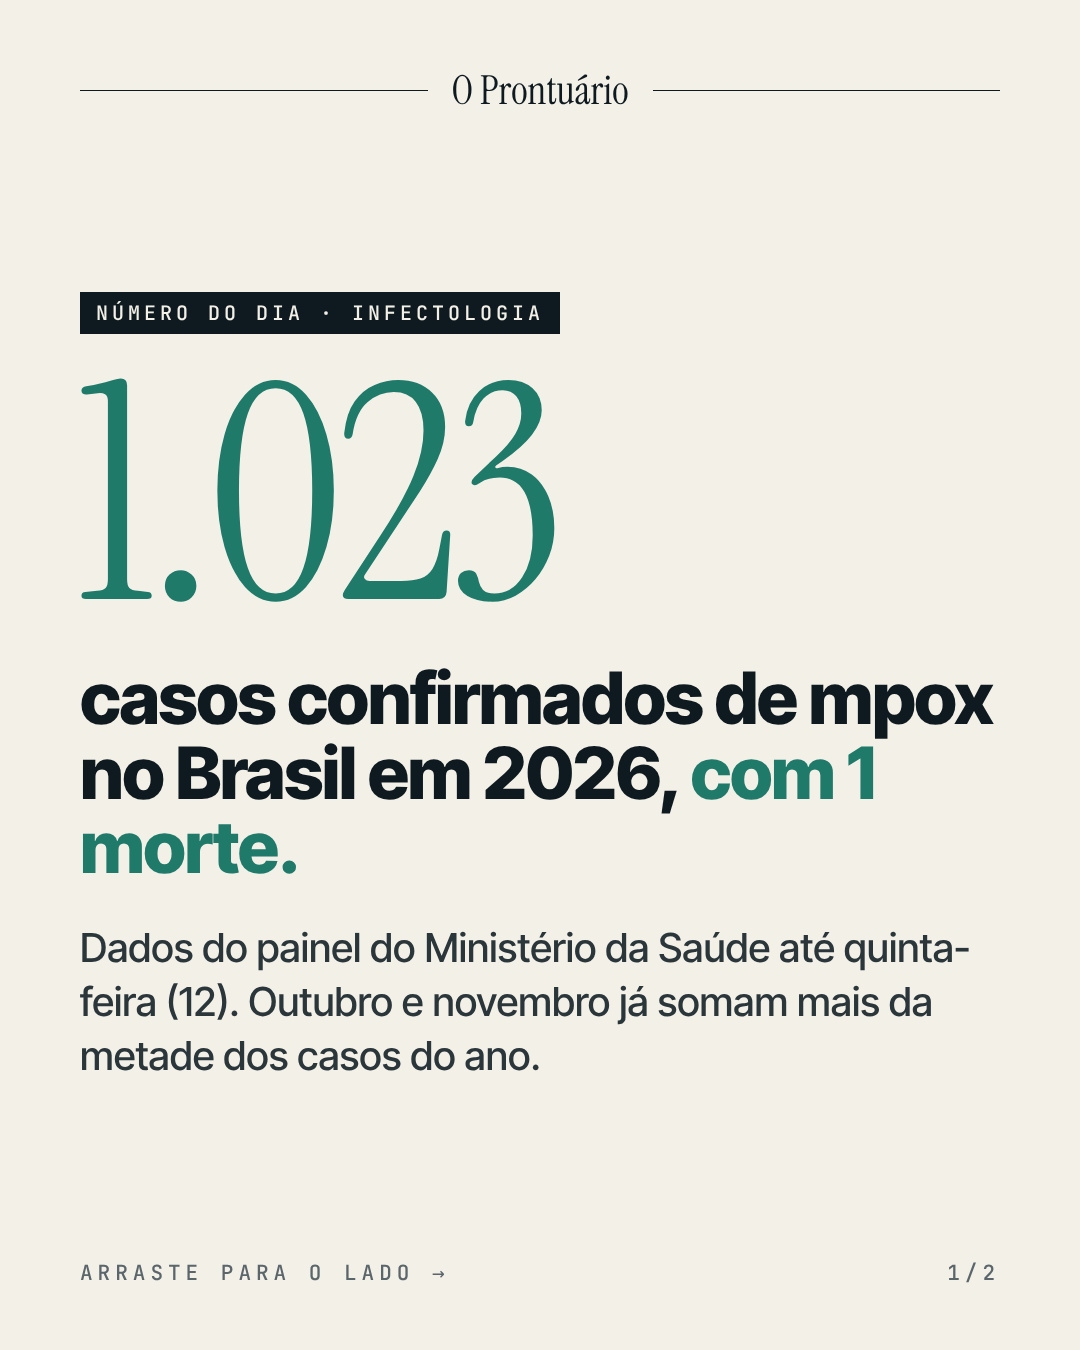 O Prontuário
NÚMERO DO DIA · INFECTOLOGIA
1.023
casos confirmados de mpox
no Brasil em 2026, com 1
morte.
Dados do painel do Ministério da Saúde até quinta-
feira (12). Outubro e novembro já somam mais da
metade dos casos do ano.
ARRASTE PARA O LADO →
1/2